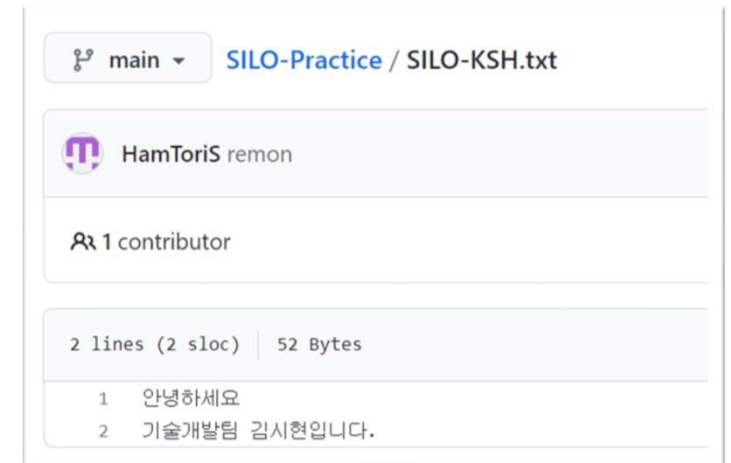 main
SILO-Practice / SILO-KSH.txt
HamToriS remon
1 contributor
2 lines (2 sloc) 52 Bytes
1 안녕하세요
2 기술개발팀 김시현입니다.